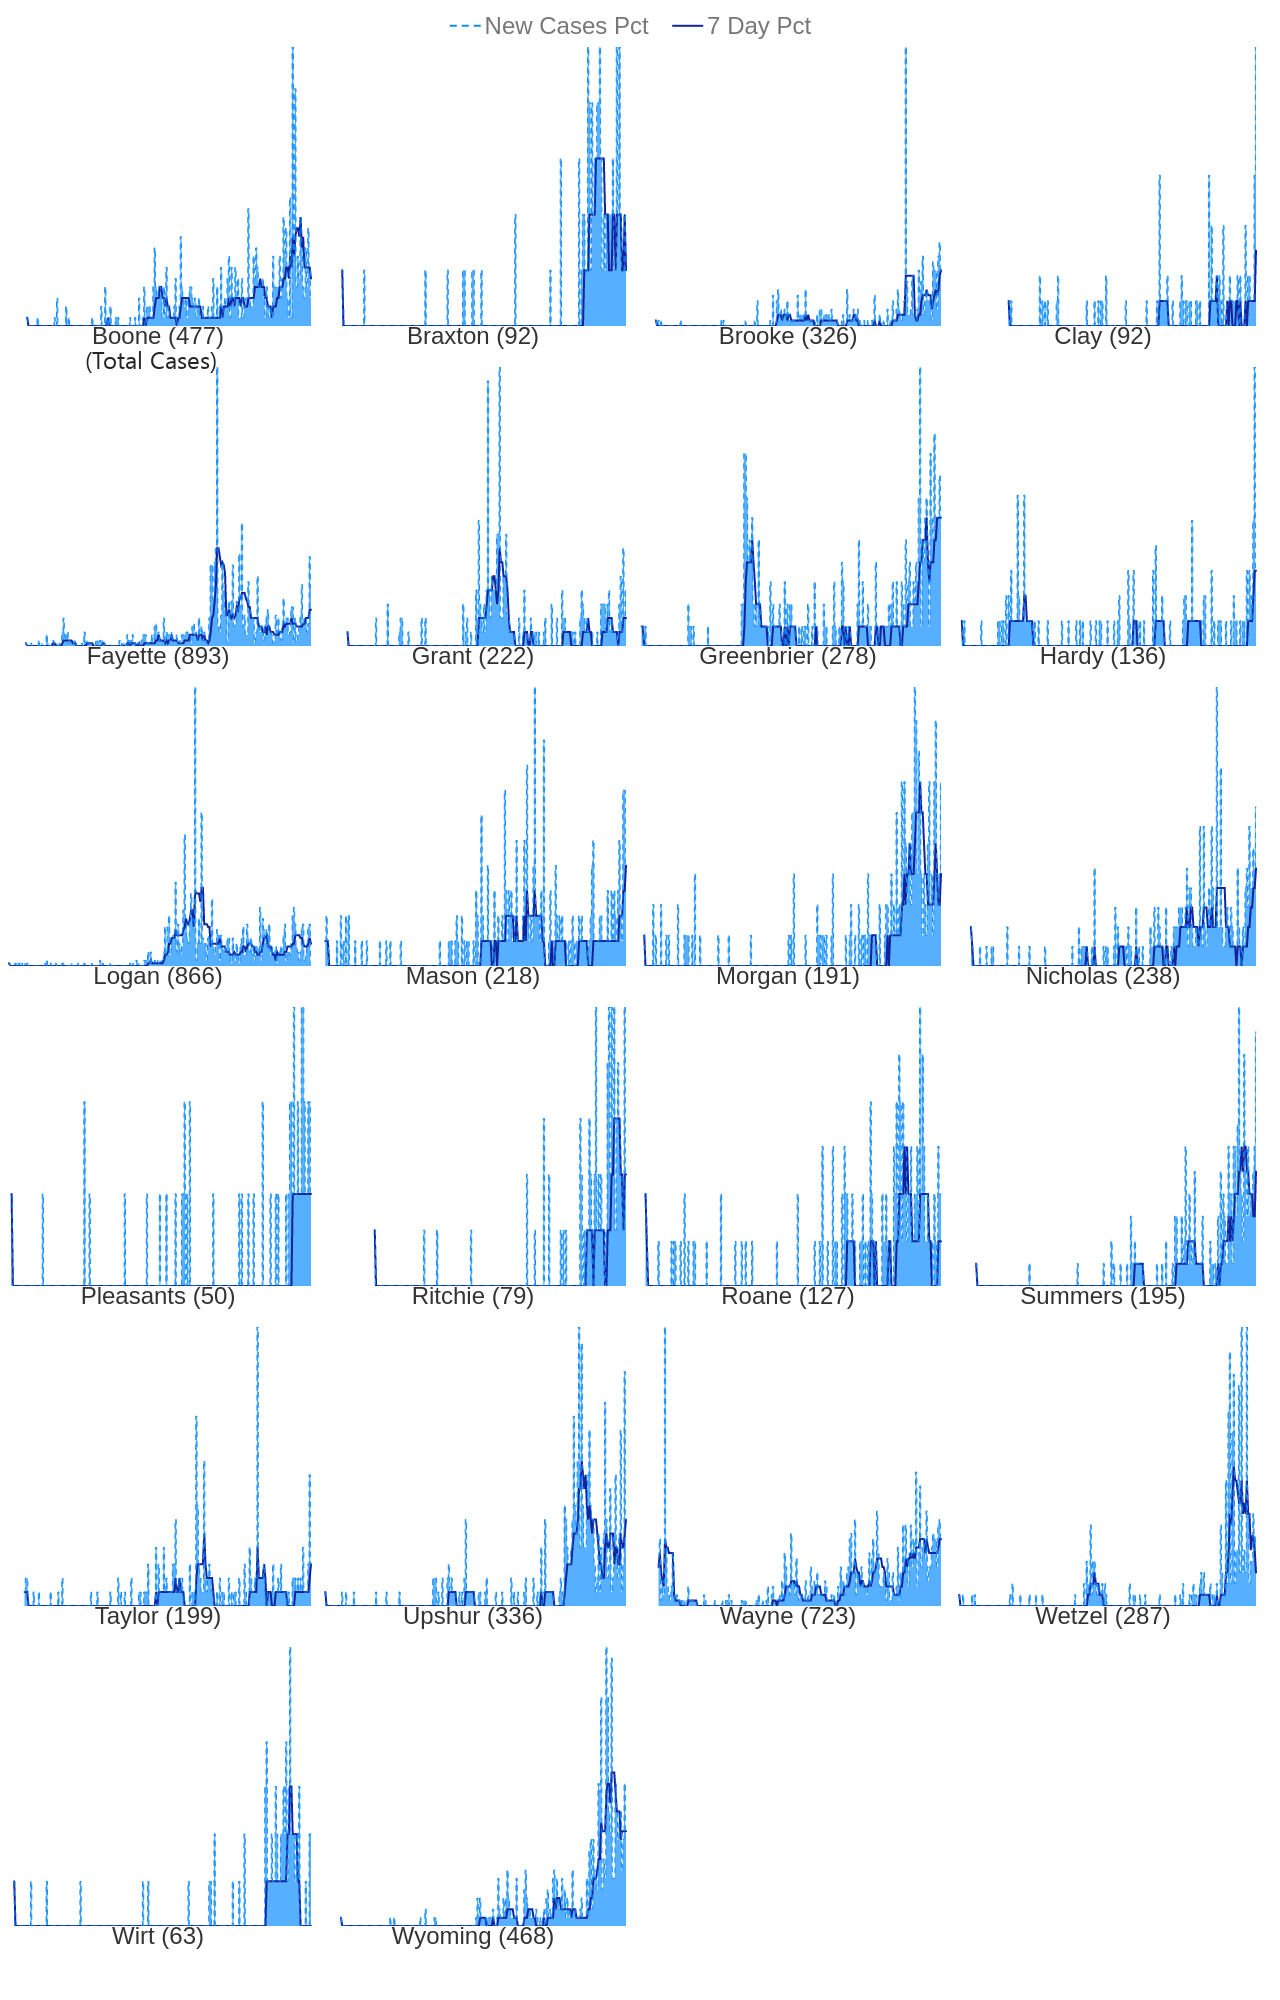 New Cases Pct 7 Day Pct
Boone (477) Braxton (92) Brooke (326) Clay (92)
(Total Cases)
Fayette (893) Grant (222) Greenbrier (278) Hardy (136)
Logan (866) Mason (218) Morgan (191) Nicholas (238)
Pleasants (50) Ritchie (79) Roane (127) Summers (195)
Taylor (199) Upshur (336) Wayne (723) Wetzel (287)
Wirt (63) Wyoming (468)